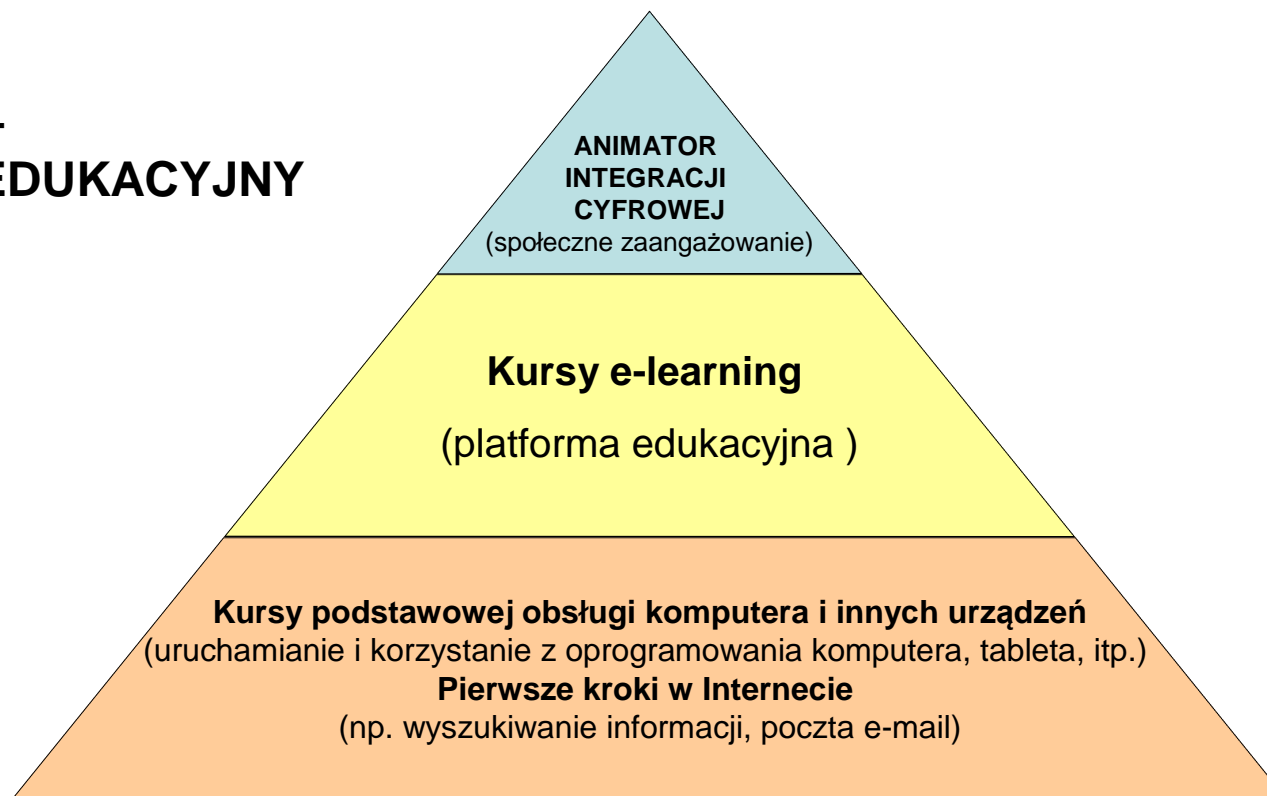 EDUKACYJNY
ANIMATOR
INTEGRACJI
CYFROWEJ
(społeczne zaangażowanie)
Kursy e-learning
(platforma edukacyjna )
Kursy podstawowej obsługi komputera i innych urządzeń
(uruchamianie i korzystanie z oprogramowania komputera, tableta, itp.)
Pierwsze kroki w Internecie
(np. wyszukiwanie informacji, poczta e-mail)